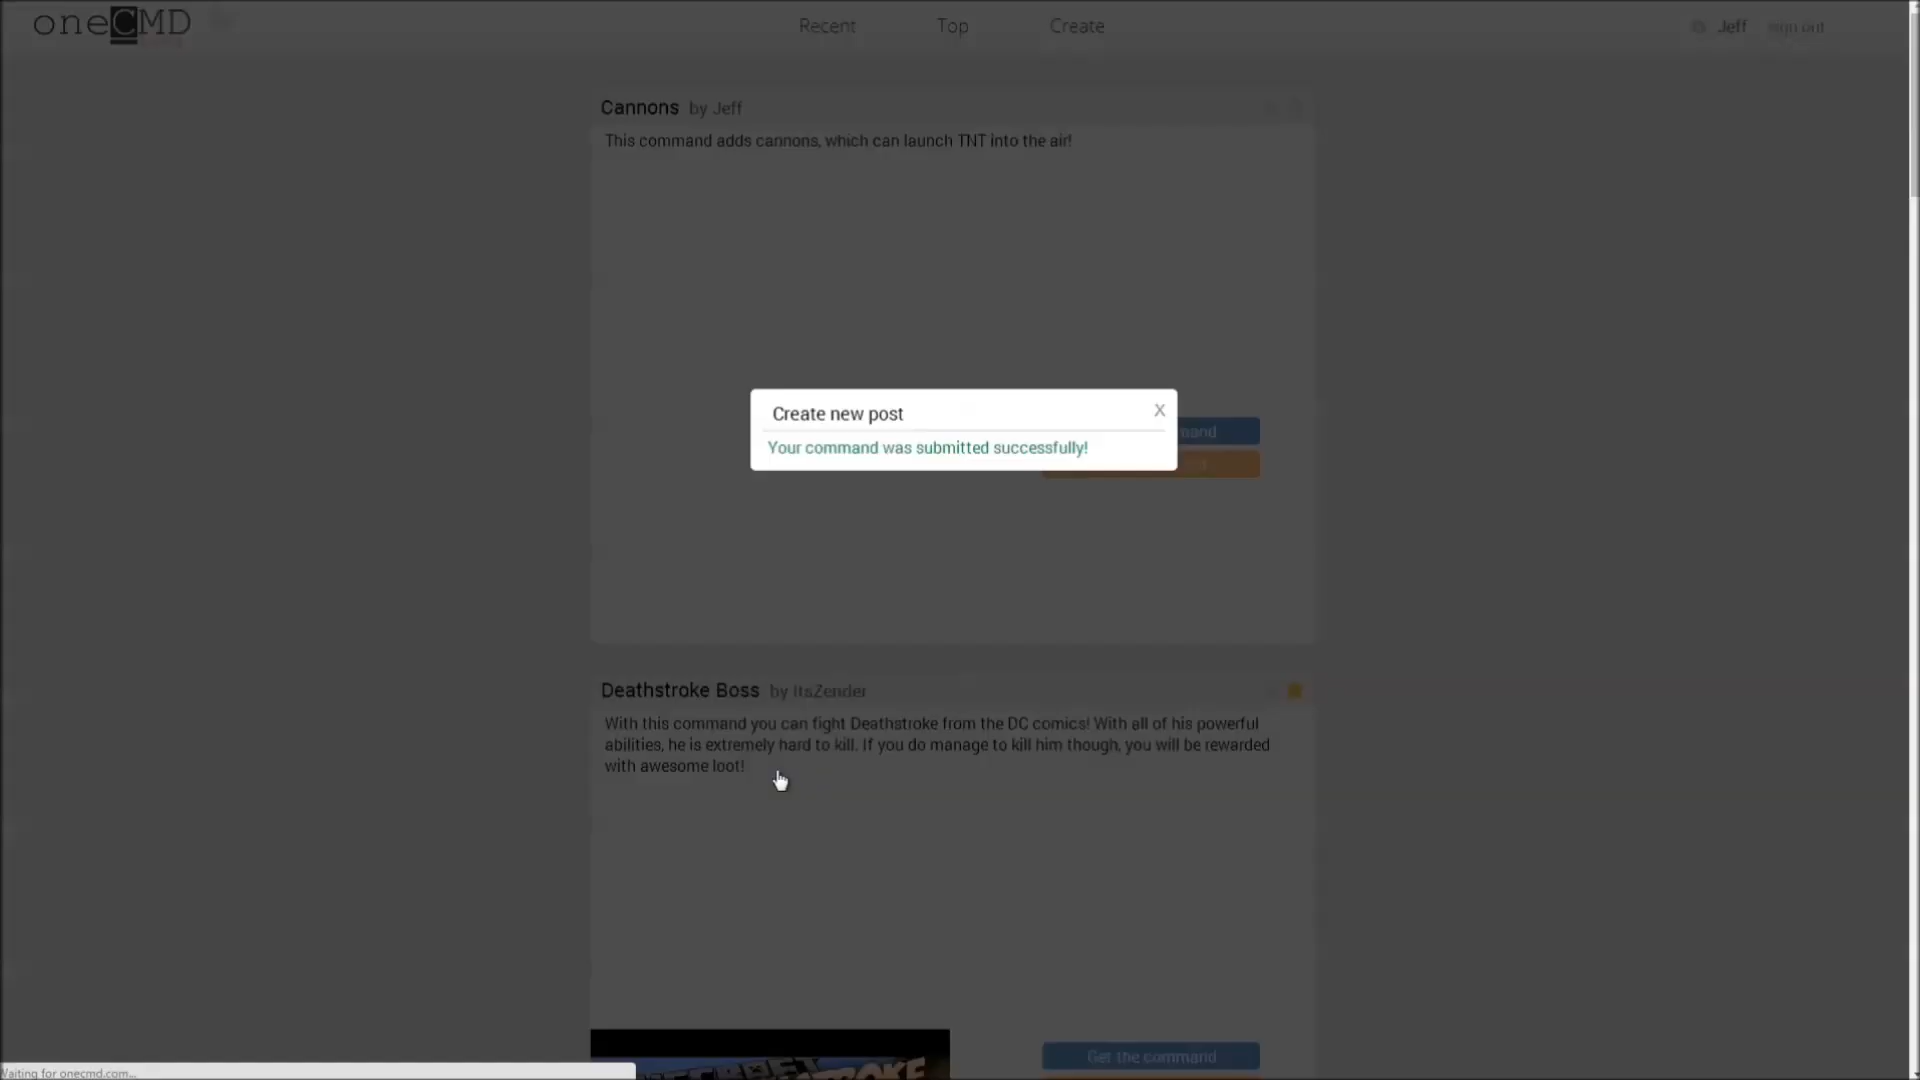 oneCMD
Recent Top Create
Jeff sign out
Cannons by Jeff
This command adds cannons, which can launch TNT into the air!
Create new post X
Your command was submitted successfully!
mand
Deathstroke Boss by ItsZender
With this command you can fight Deathstroke from the DC comics! With all of his powerful
abilities, he is extremely hard to kill. If you do manage to kill him though, you will be rewarded
with awesome loot!
Get the command
Waiting for onecmd.com...